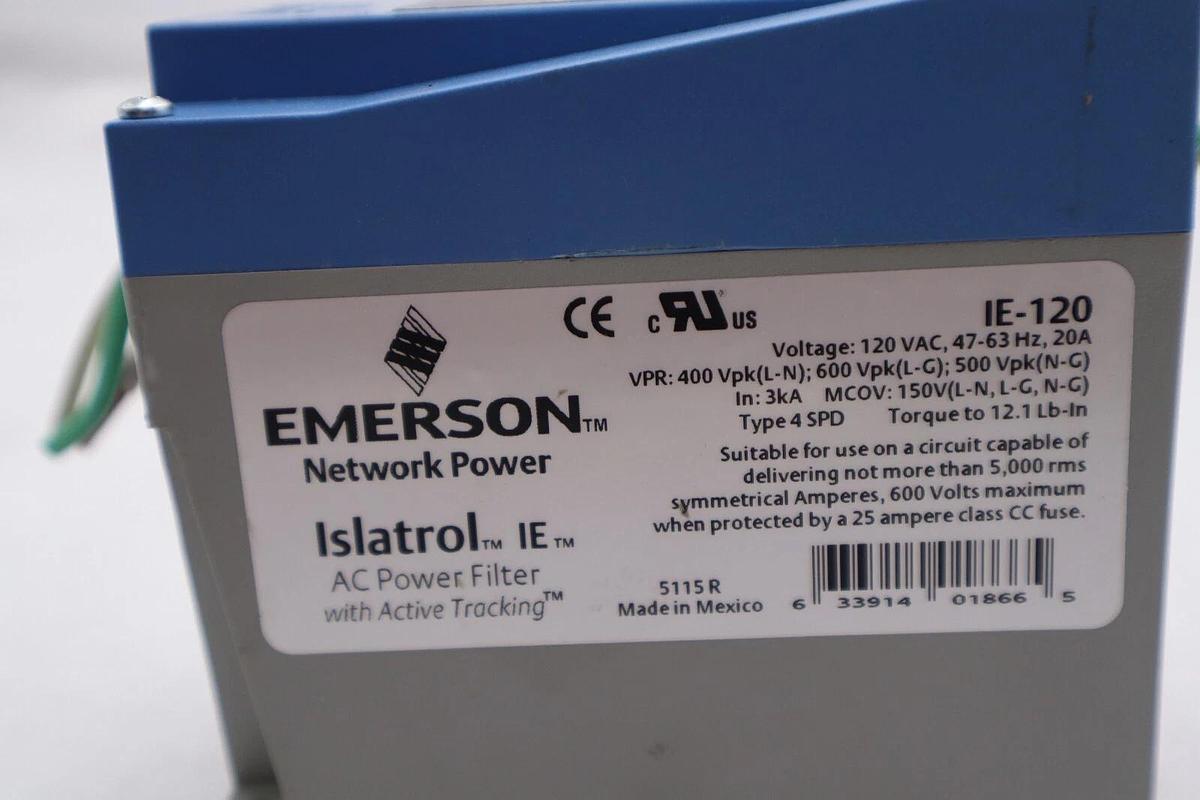 CE c RU US
IE-120
Voltage: 120 VAC, 47-63 Hz, 20A
VPR: 400 Vpk(L-N); 600 Vpk(L-G); 500 Vpk(N-G)
In: 3kA MCOV: 150V(L-N, L-G, N-G)
Type 4 SPD Torque to 12.1 Lb-In
EMERSON™
Network Power
Suitable for use on a circuit capable of
delivering not more than 5,000 rms
symmetrical Amperes, 600 Volts maximum
when protected by a 25 ampere class CC fuse.
Islatrol™ IE™
AC Power Filter
with Active Tracking™
5115 R
Made in Mexico
6 33914 01866 5